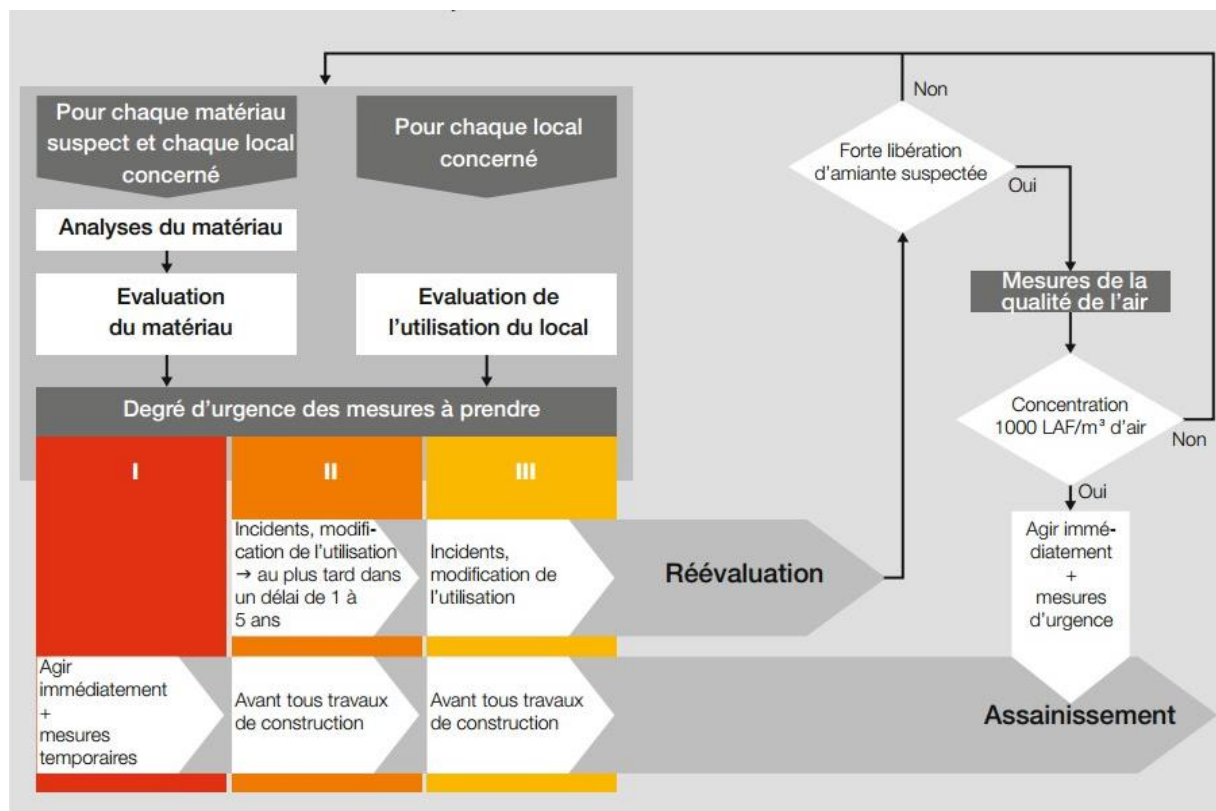 Pour chaque matériau
suspect et chaque local
concerné
Pour chaque local
concerné
Analyses du matériau
Evaluation
du matériau
Evaluation de
l'utilisation du local
Degré d'urgence des mesures à prendre
I
II
III
Incidents, modifi-
cation de l'utilisation
→ au plus tard dans
un délai de 1 à
5 ans
Incidents,
modification de
l'utilisation
Réévaluation
Agir
immédiatement
+
mesures
temporaires
Avant tous travaux
de construction
Avant tous travaux
de construction
Assainissement
Non
Forte libération
d'amiante suspectée
Oui
Mesures de la
qualité de l'air
Concentration
1000 LAF/m³ d'air
Non
Oui
Agir immé-
diatement
+
mesures
d'urgence